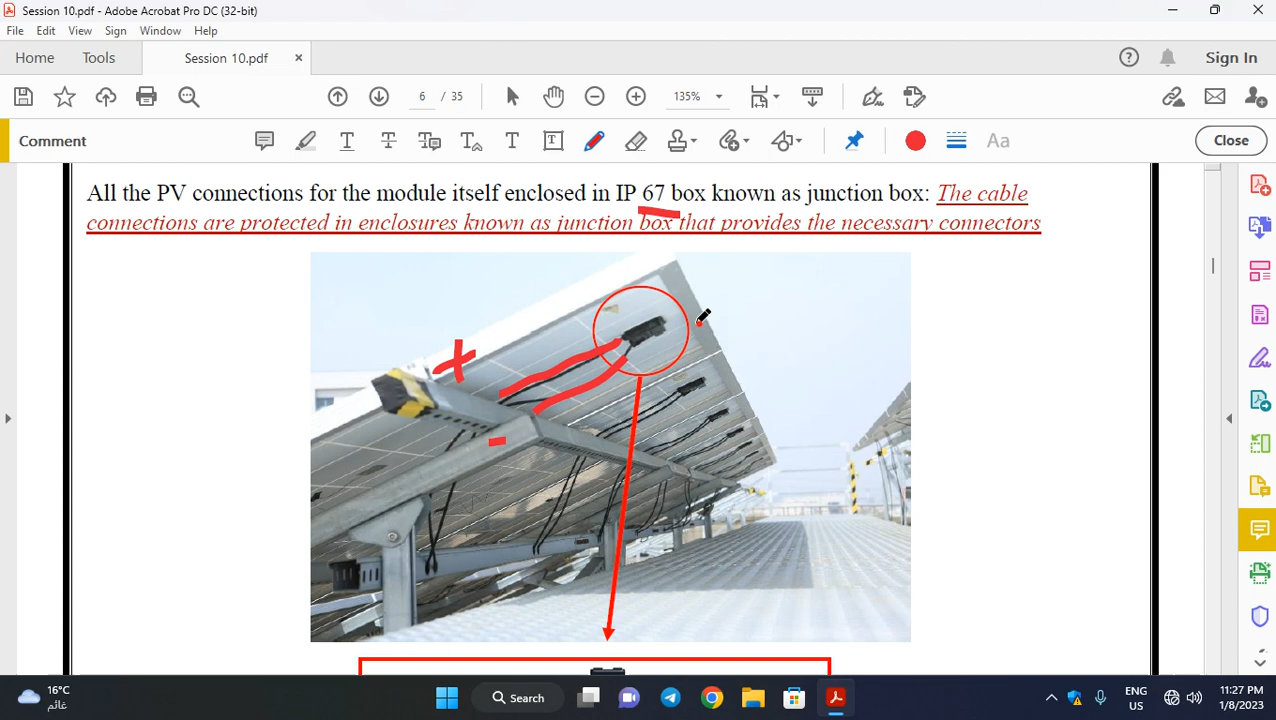 Session 10.pdf - Adobe Acrobat Pro DC (32-bit)
File Edit View Sign Window Help
Home Tools Session 10.pdf × Sign In
6 / 35 135%
Comment Aa Close
All the PV connections for the module itself enclosed in IP 67 box known as junction box: The cable
connections are protected in enclosures known as junction box that provides the necessary connectors
+
-
16°C
غائم
Search
ENG
US
11:27 PM
1/8/2023